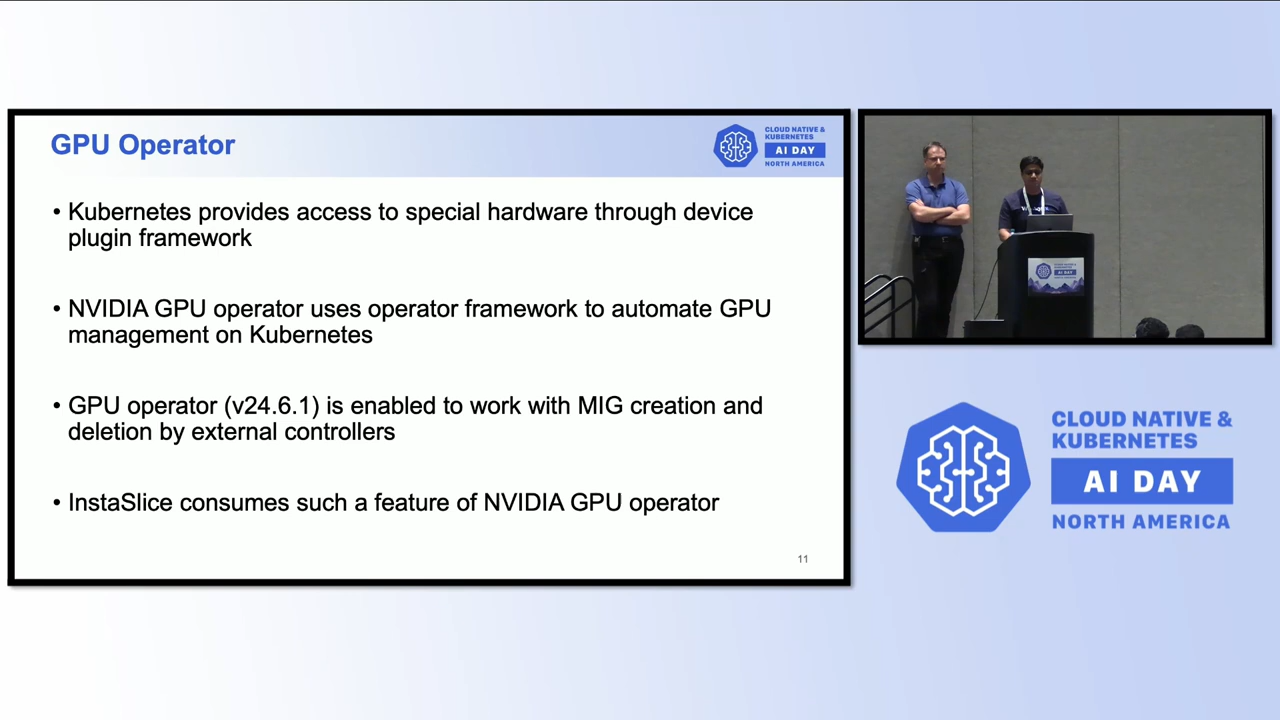 GPU Operator
CLOUD NATIVE &
KUBERNETES
AI DAY
NORTH AMERICA
• Kubernetes provides access to special hardware through device
plugin framework
• NVIDIA GPU operator uses operator framework to automate GPU
management on Kubernetes
• GPU operator (v24.6.1) is enabled to work with MIG creation and
deletion by external controllers
• InstaSlice consumes such a feature of NVIDIA GPU operator
11
AI DAY
CLOUD NATIVE &
KUBERNETES
AI DAY
NORTH AMERICA